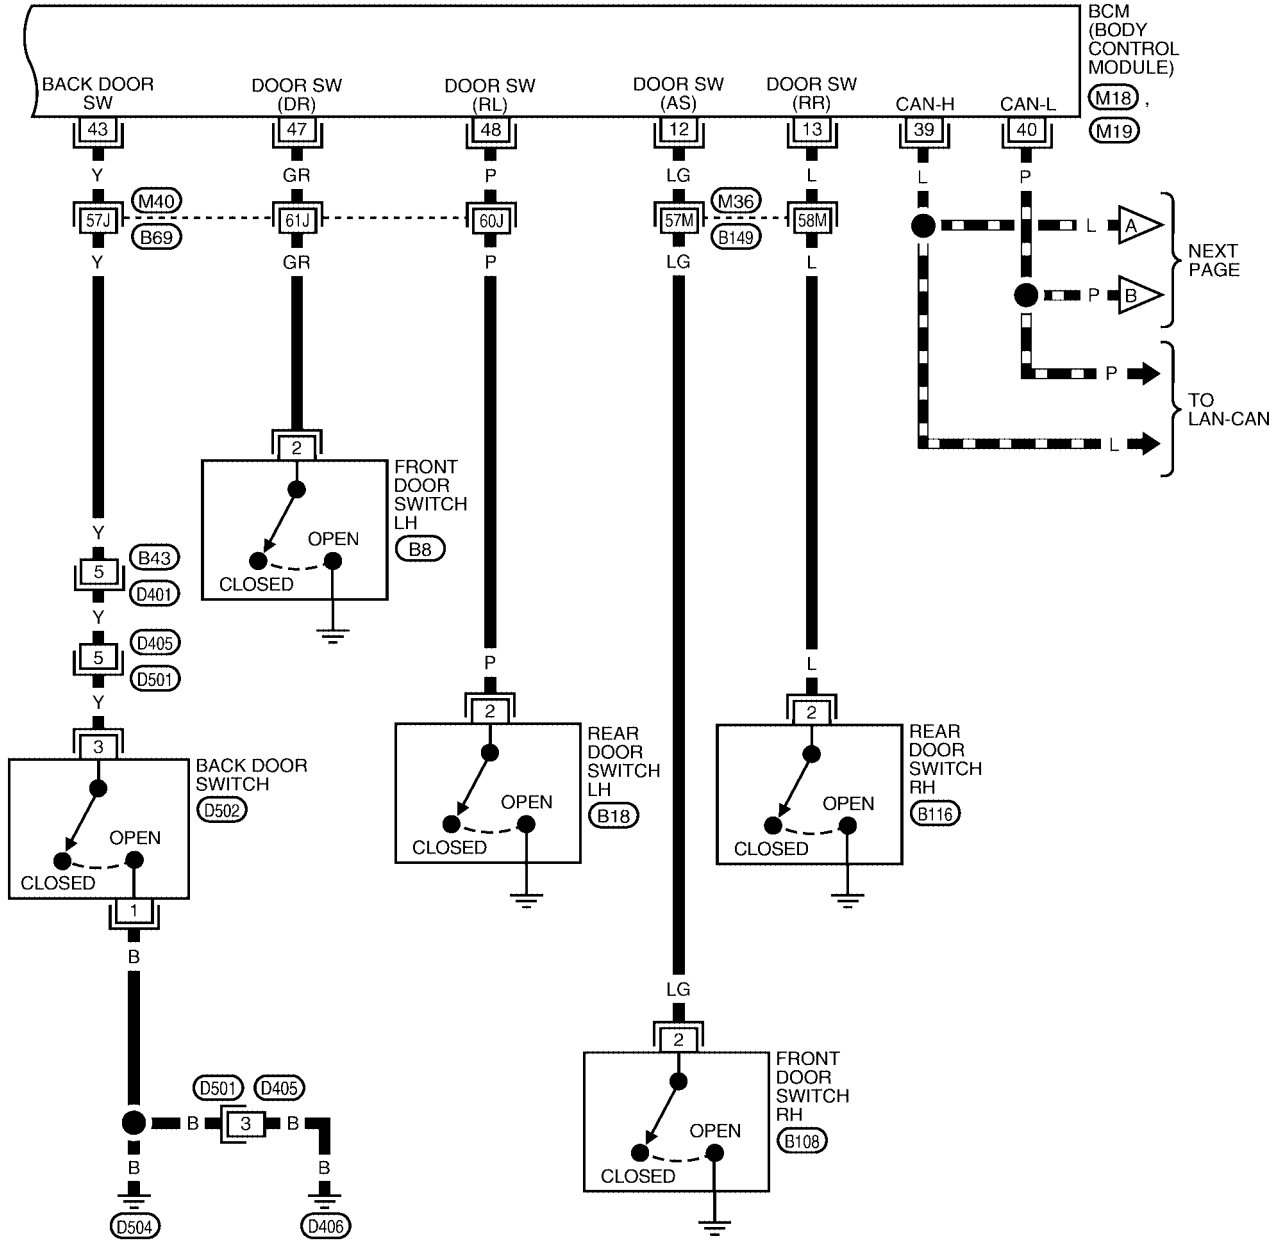 BCM
(BODY
CONTROL
MODULE)
M18 ,
M19
BACK DOOR
SW
DOOR SW
(DR)
DOOR SW
(RL)
DOOR SW
(AS)
DOOR SW
(RR)
CAN-H
CAN-L
43
47
48
12
13
39
40
Y
GR
P
LG
L
L
P
57J
M40
B69
61J
60J
57M
M36
B149
58M
Y
GR
P
LG
L
L
A
P
B
NEXT
PAGE
P
L
TO
LAN-CAN
2
FRONT
DOOR
SWITCH
LH
B8
OPEN
CLOSED
Y
5
B43
D401
Y
5
D405
D501
Y
3
BACK DOOR
SWITCH
D502
OPEN
CLOSED
1
P
2
REAR
DOOR
SWITCH
LH
B18
OPEN
CLOSED
L
2
REAR
DOOR
SWITCH
RH
B116
OPEN
CLOSED
B
LG
2
FRONT
DOOR
SWITCH
RH
B108
OPEN
CLOSED
D501
D405
B
3
B
B
B
D504
D406